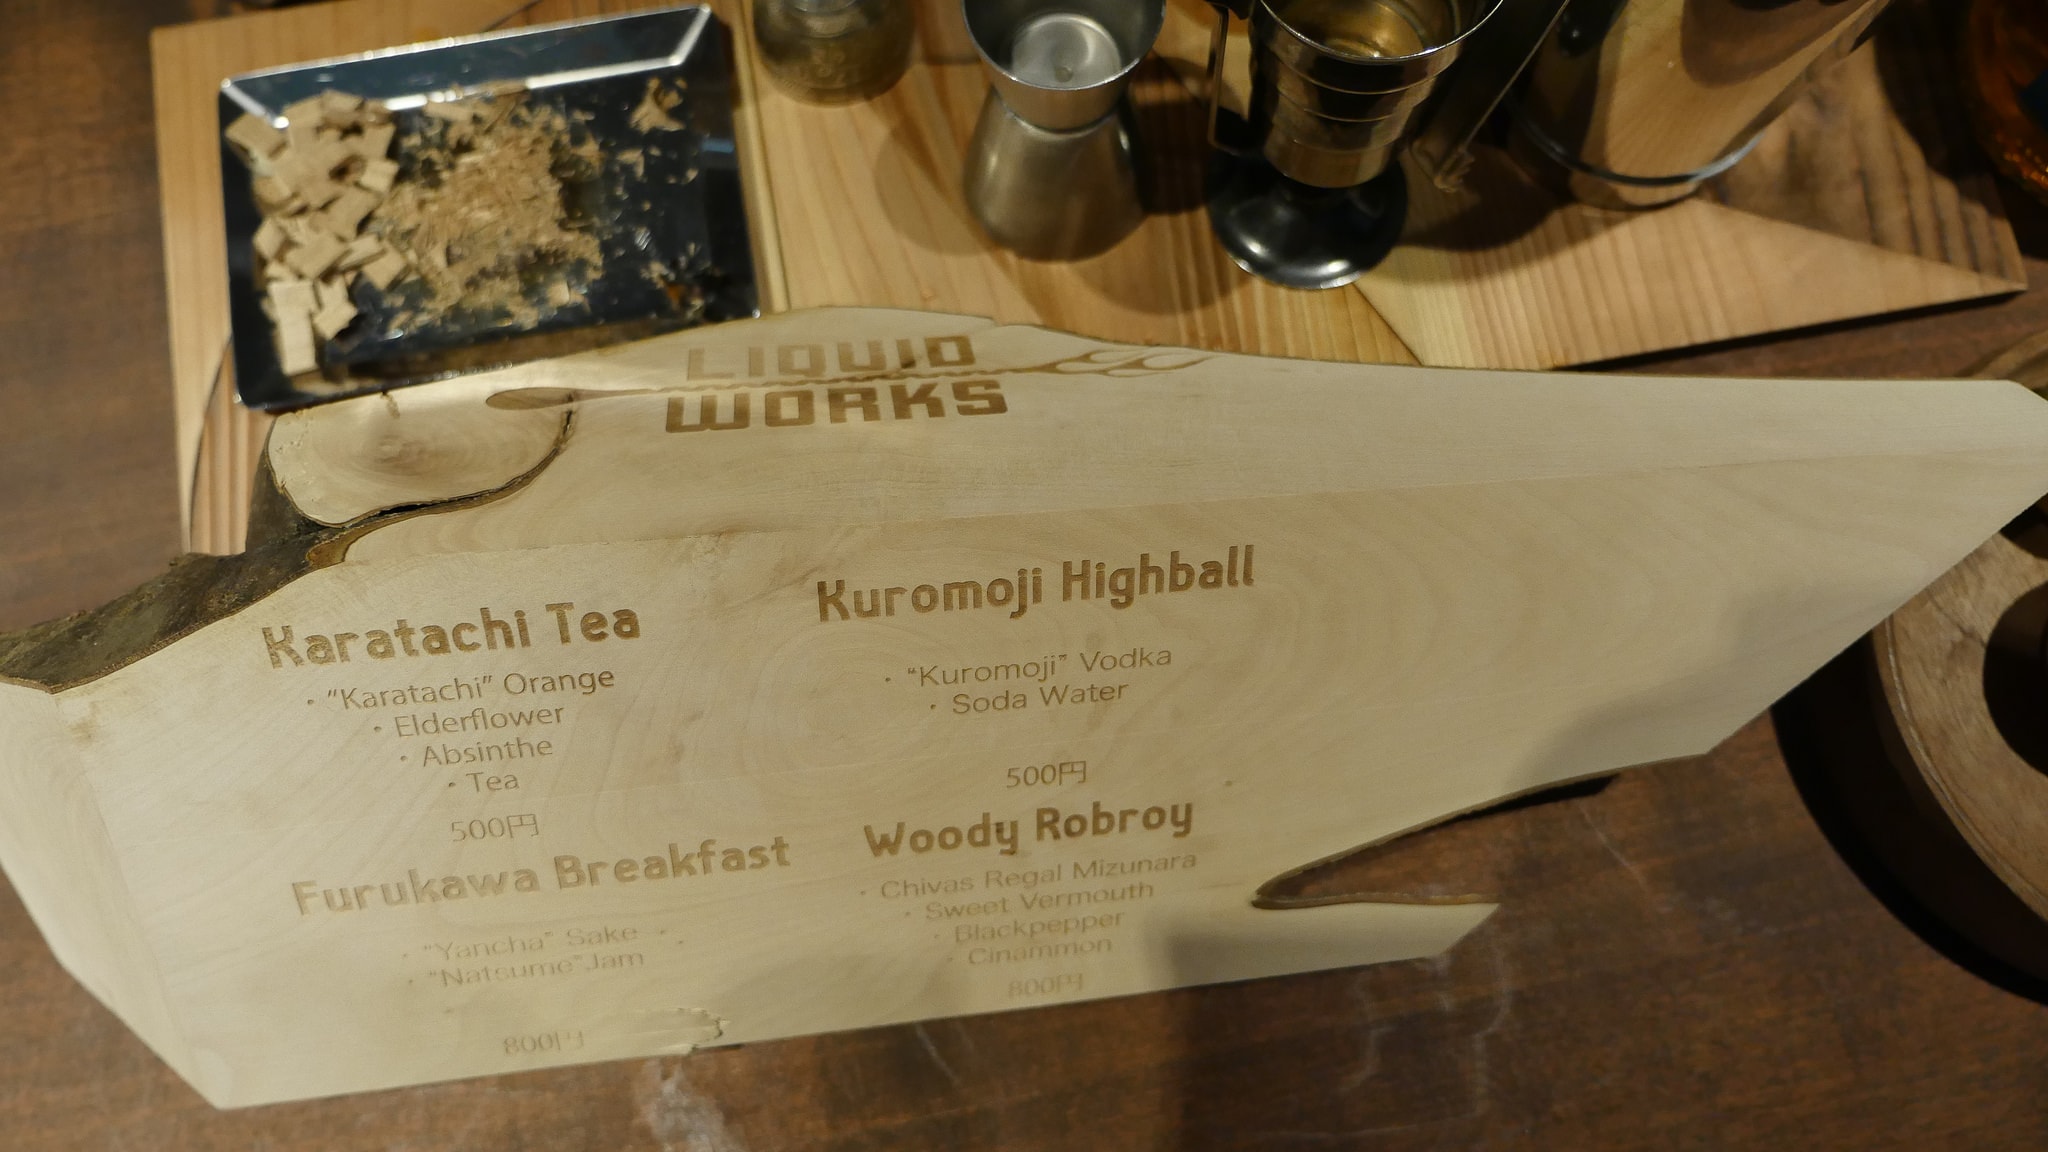 LIQUID
WORKS
Karatachi Tea
· "Karatachi" Orange
· Elderflower
· Absinthe
· Tea
500円
Kuromoji Highball
· "Kuromoji" Vodka
· Soda Water
500円
Furukawa Breakfast
· "Yancha" Sake
· "Natsume" Jam
800円
Woody Robroy
· Chivas Regal Mizunara
· Sweet Vermouth
· Blackpepper
· Cinammon
800円